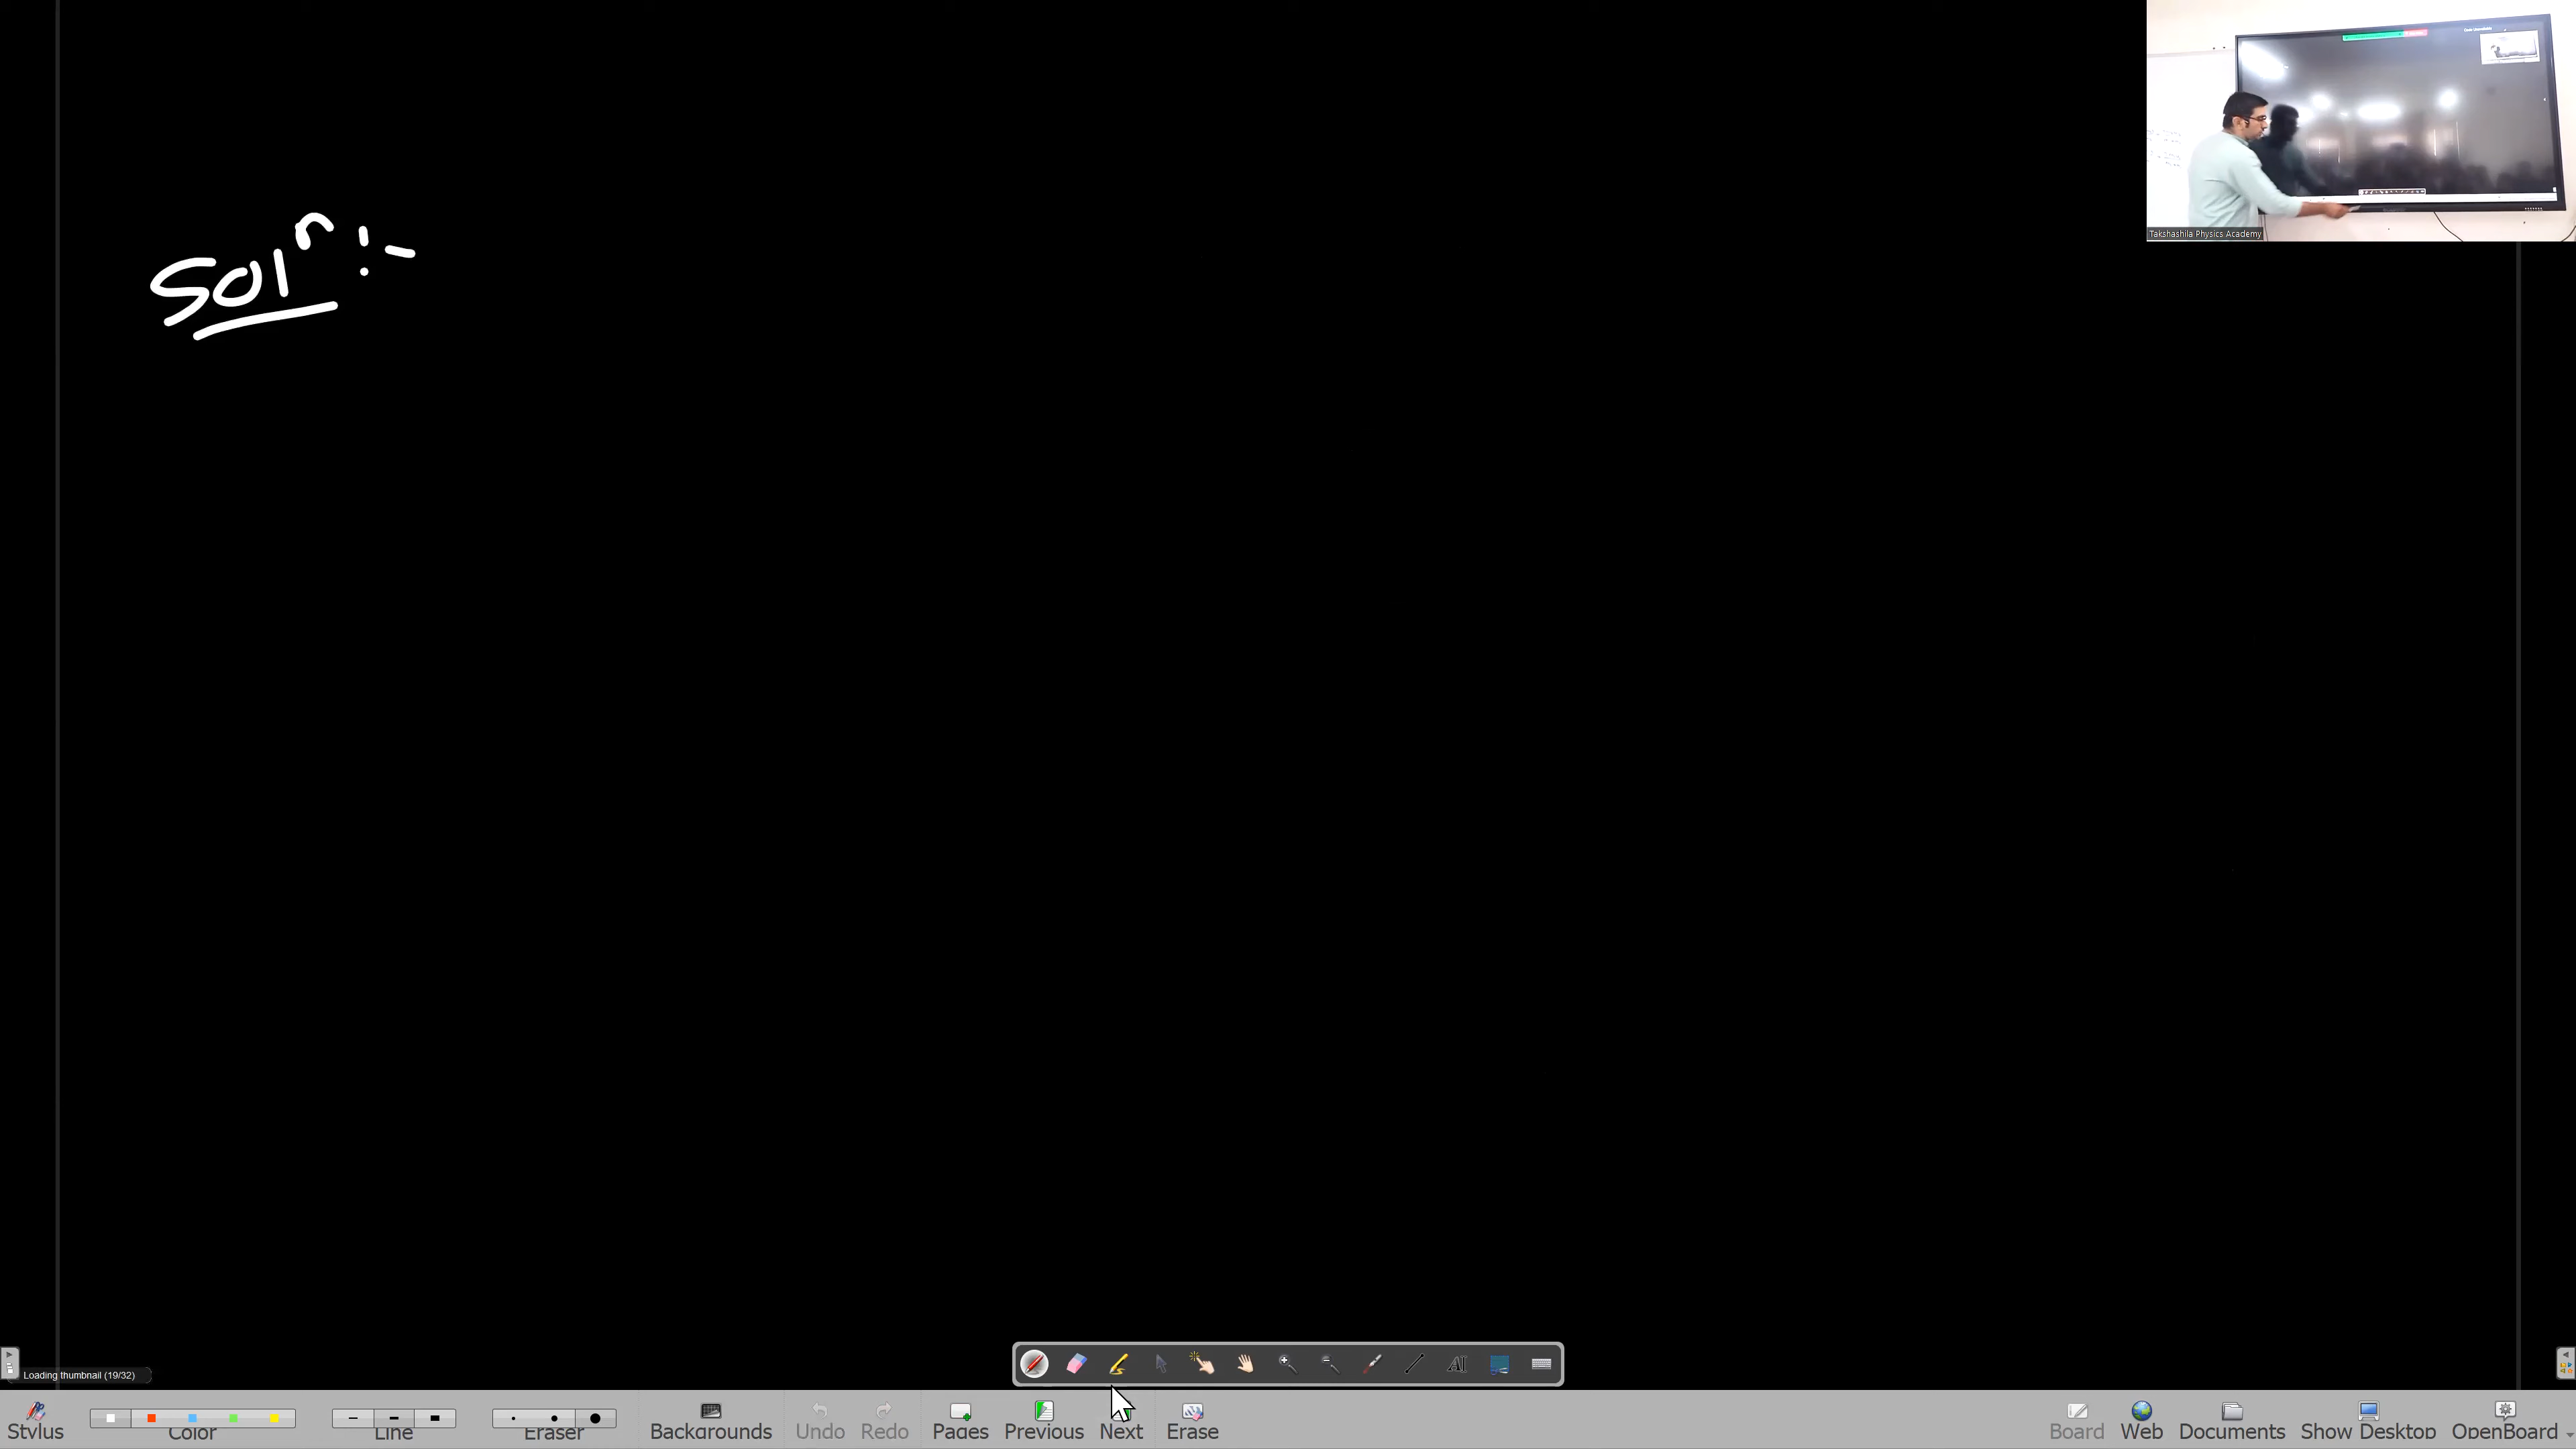 Takshashila Physics Academy
Solⁿ :-
Loading thumbnail (19/32)
AI
Stylus
Color
Line
Eraser
Backgrounds
Undo
Redo
Pages
Previous
Next
Erase
Board
Web
Documents
Show Desktop
OpenBoard